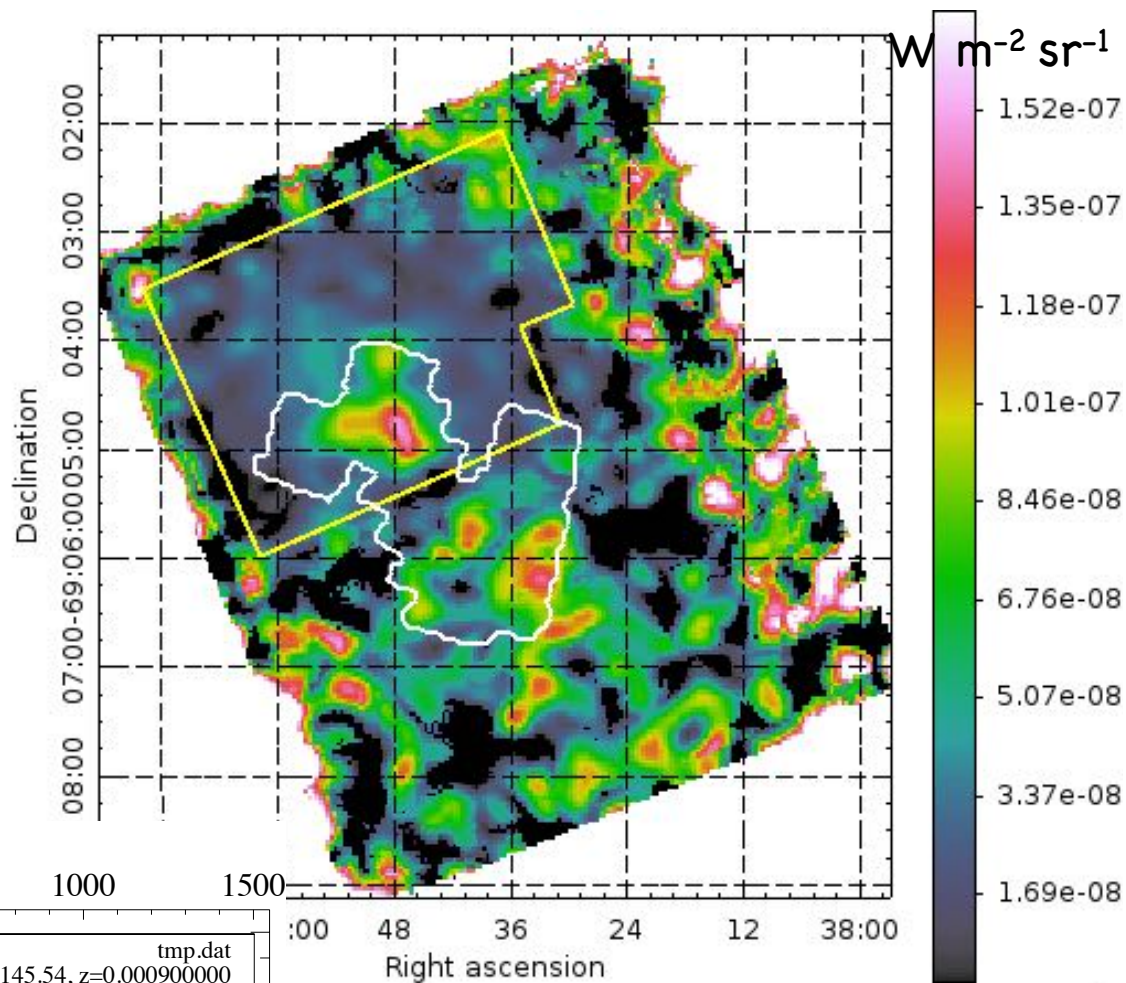 W m−2 sr−1
1.52e-07
1.35e-07
1.18e-07
1.01e-07
8.46e-08
6.76e-08
5.07e-08
3.37e-08
1.69e-08
02:00
03:00
04:00
-69:00:05:00
06:00
07:00
08:00
Declination
:00 48 36 24 12 38:00
Right ascension
1000 1500
tmp.dat
145.54, z=0.000900000